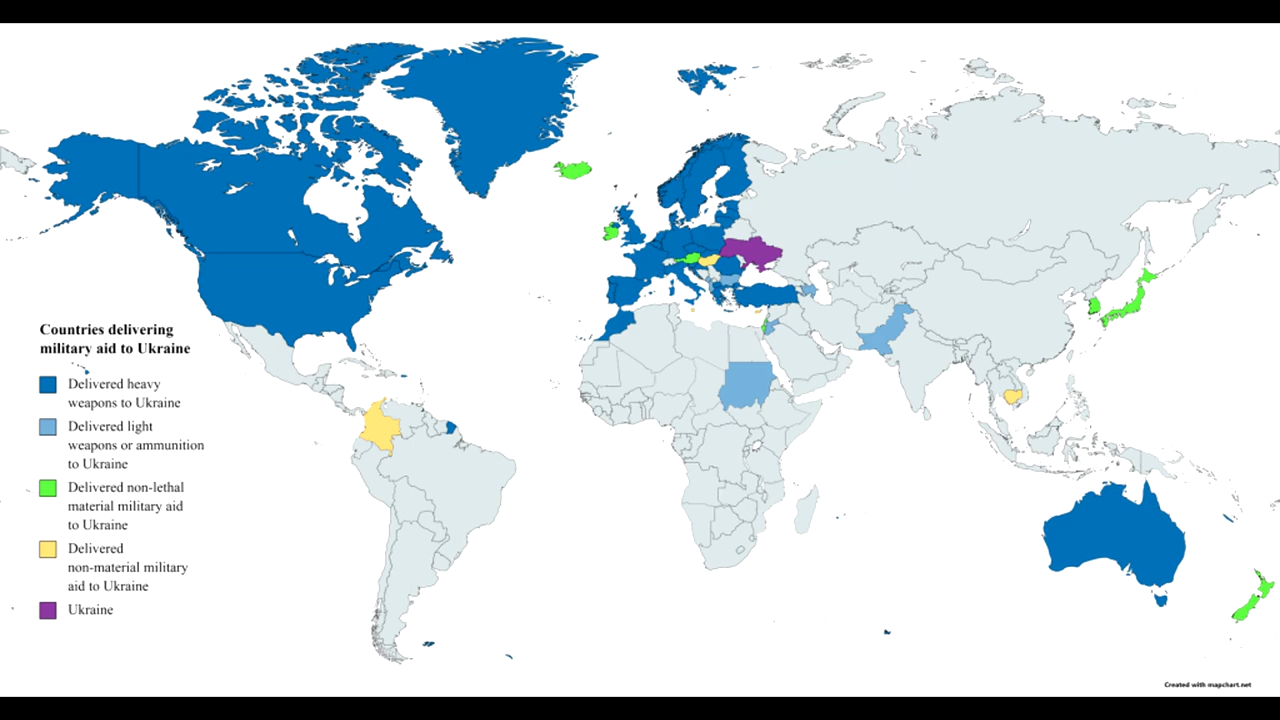 Countries delivering
military aid to Ukraine
Delivered heavy
weapons to Ukraine
Delivered light
weapons or ammunition
to Ukraine
Delivered non-lethal
material military aid
to Ukraine
Delivered
non-material military
aid to Ukraine
Ukraine
Created with mapchart.net